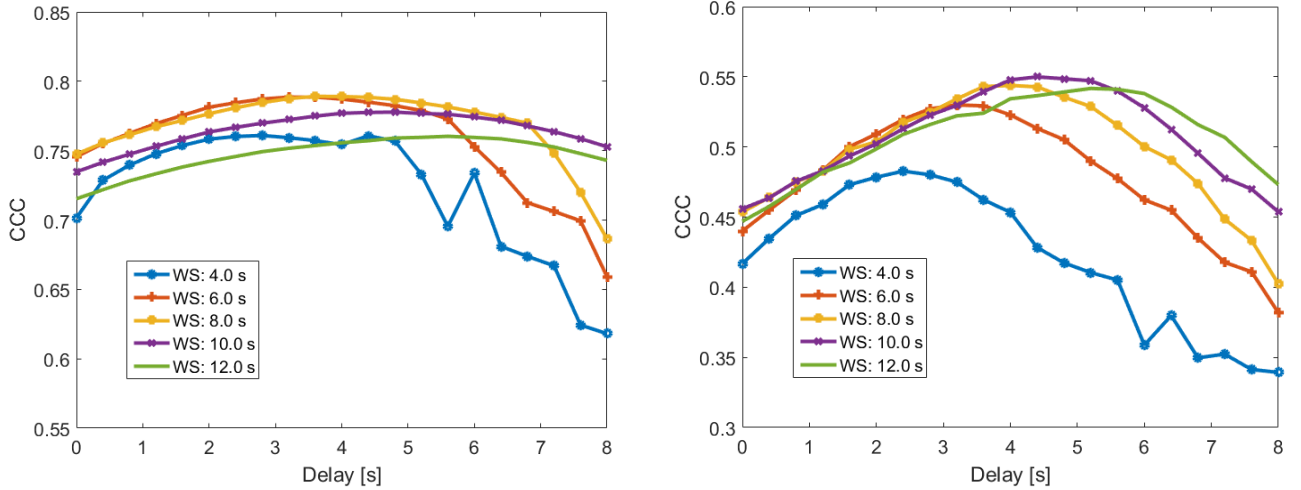 0.85
0.8
0.75
0.7
0.65
0.6
0.55
CCC
WS: 4.0 s
WS: 6.0 s
WS: 8.0 s
WS: 10.0 s
WS: 12.0 s
0 1 2 3 4 5 6 7 8
Delay [s]
0.6
0.55
0.5
0.45
0.4
0.35
0.3
CCC
WS: 4.0 s
WS: 6.0 s
WS: 8.0 s
WS: 10.0 s
WS: 12.0 s
0 1 2 3 4 5 6 7 8
Delay [s]